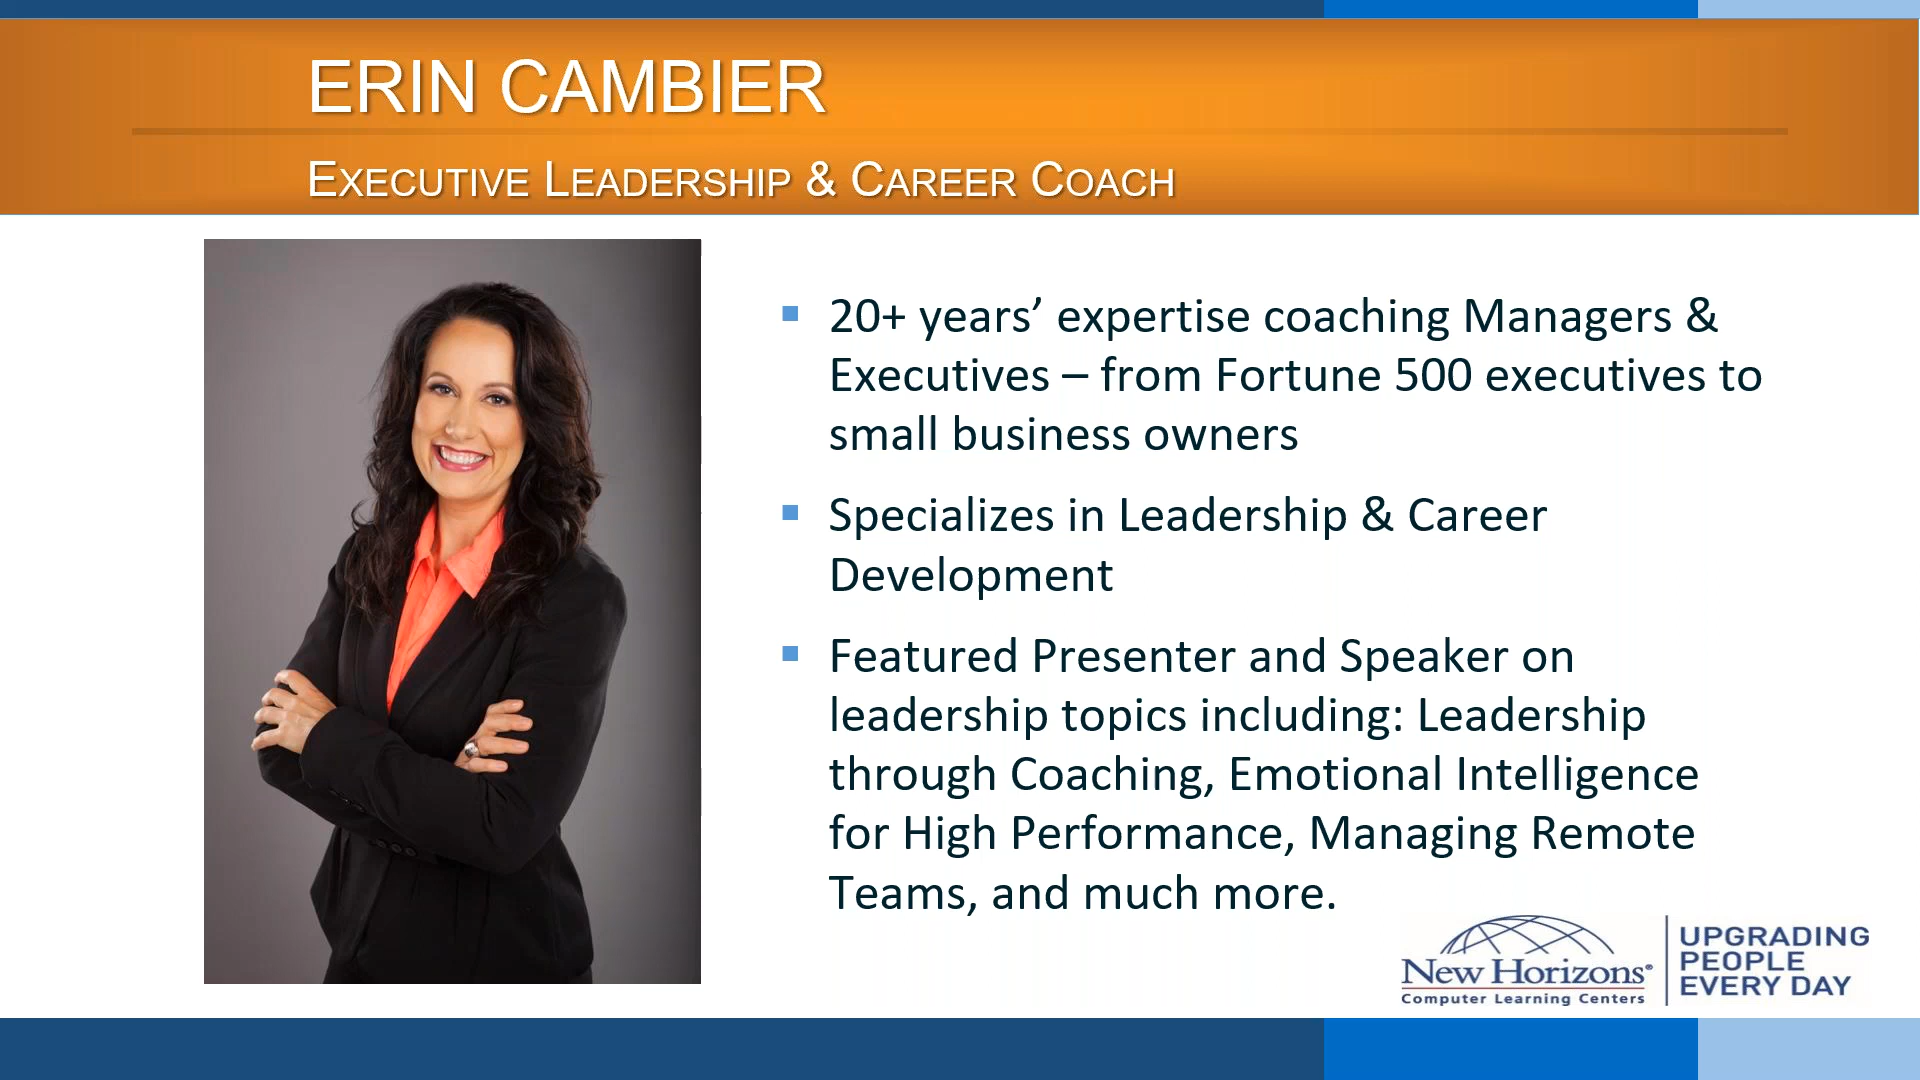 ERIN CAMBIER
EXECUTIVE LEADERSHIP & CAREER COACH
20+ years’ expertise coaching Managers &
Executives – from Fortune 500 executives to
small business owners
Specializes in Leadership & Career
Development
Featured Presenter and Speaker on
leadership topics including: Leadership
through Coaching, Emotional Intelligence
for High Performance, Managing Remote
Teams, and much more.
New Horizons®
Computer Learning Centers
UPGRADING
PEOPLE
EVERY DAY